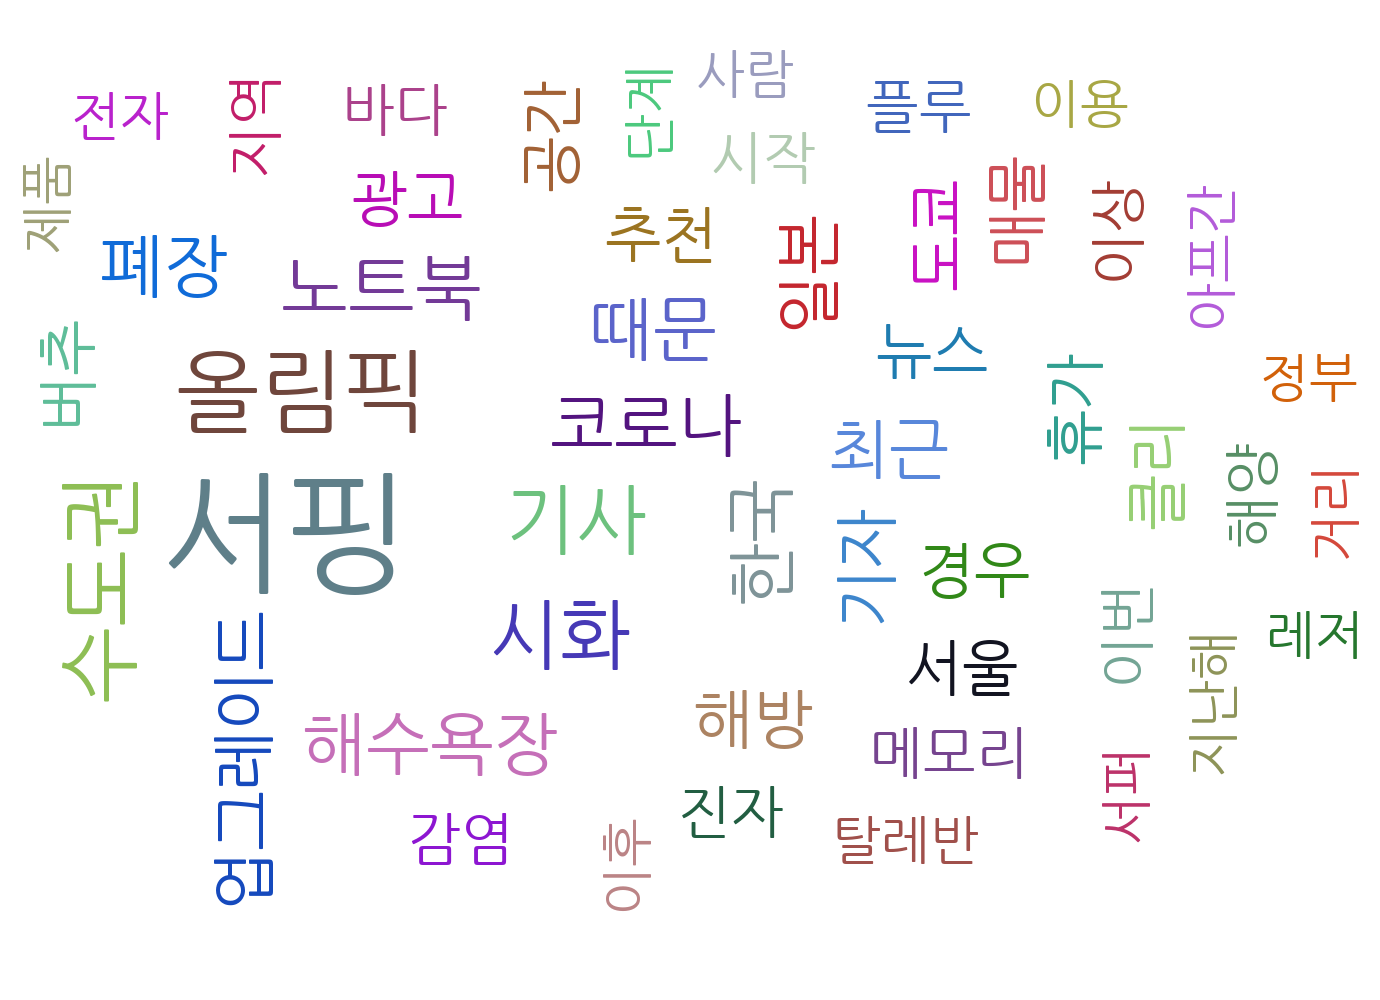 사람
전자
지역
바다
공간
단계
플루
이용
시작
제품
광고
추천
일본
도쿄
매물
이상
아프간
폐장
노트북
때문
뉴스
버추
올림픽
코로나
최근
휴가
정부
클리
해양
거리
수도권
서핑
기사
한국
기자
경우
시화
이번
레저
서울
지난해
업그레이드
해수욕장
해방
메모리
서퍼
감염
진자
탈레반
이후